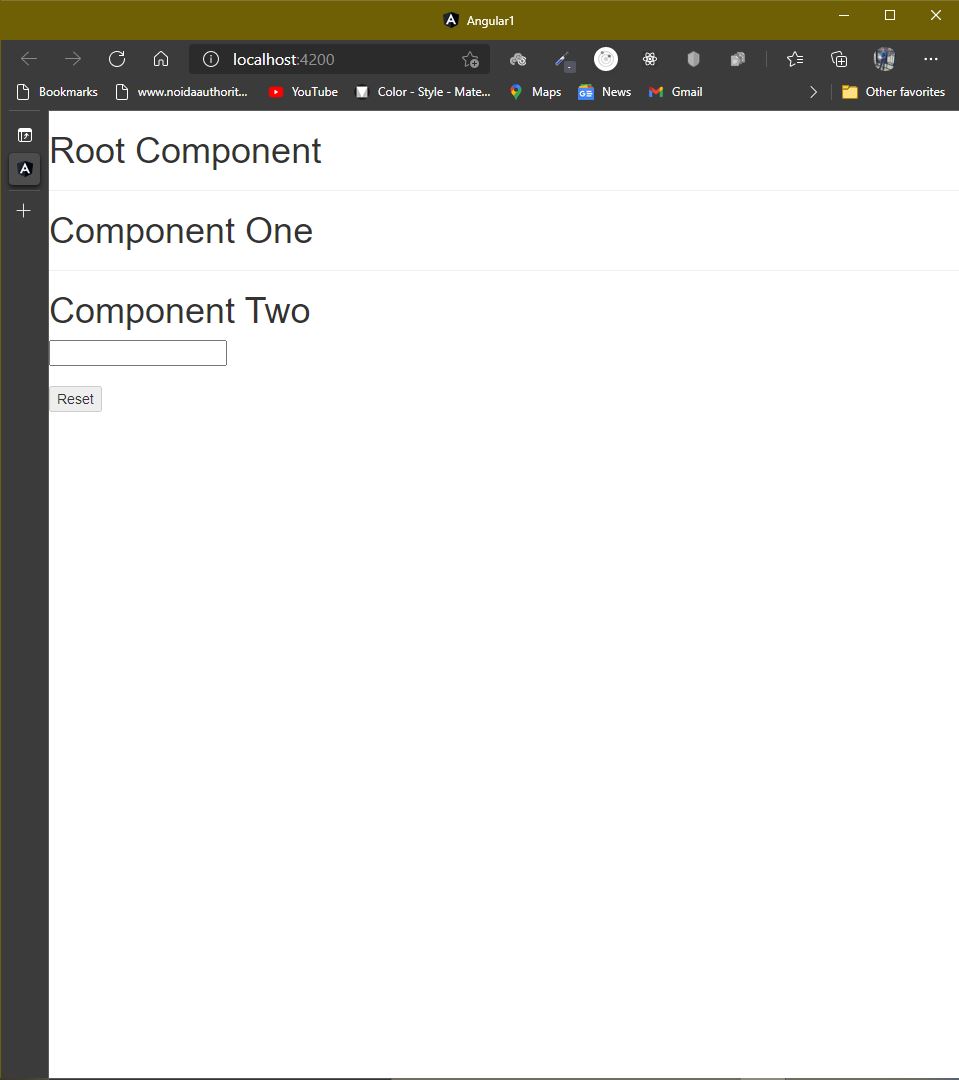 Angular1
localhost:4200
Bookmarks www.noidaauthorit... YouTube Color - Style - Mate... Maps News Gmail Other favorites
Root Component
Component One
Component Two
Reset